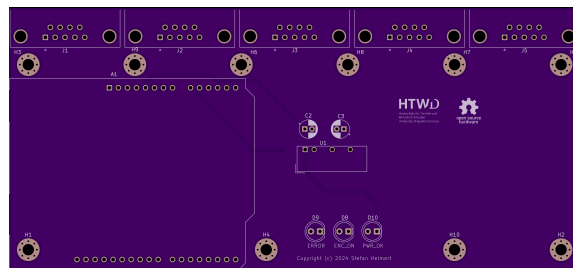 J1
J2
J3
J4
J5
H3
H9
H6
H8
H7
A1
HTWD
open source
hardware
C2
C3
U1
D9
D8
D10
ERROR
ENC_ON
PWR_OK
H1
H4
H10
H2
Copyright (c) 2024 Stefan Helmert